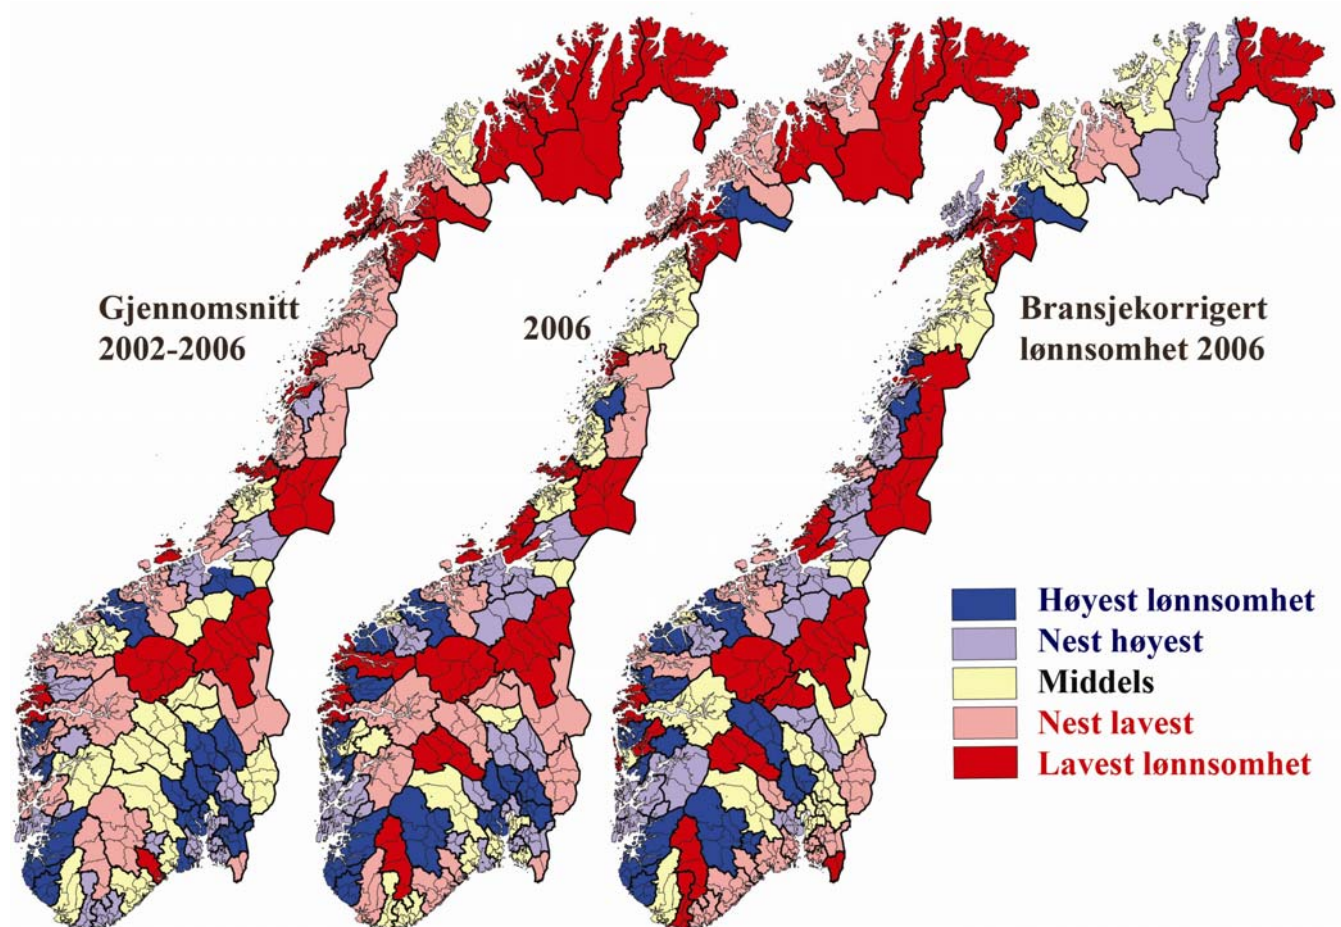 Gjennomsnitt
2002-2006
2006
Bransjekorrigert
lønnsomhet 2006
Høyest lønnsomhet
Nest høyest
Middels
Nest lavest
Lavest lønnsomhet